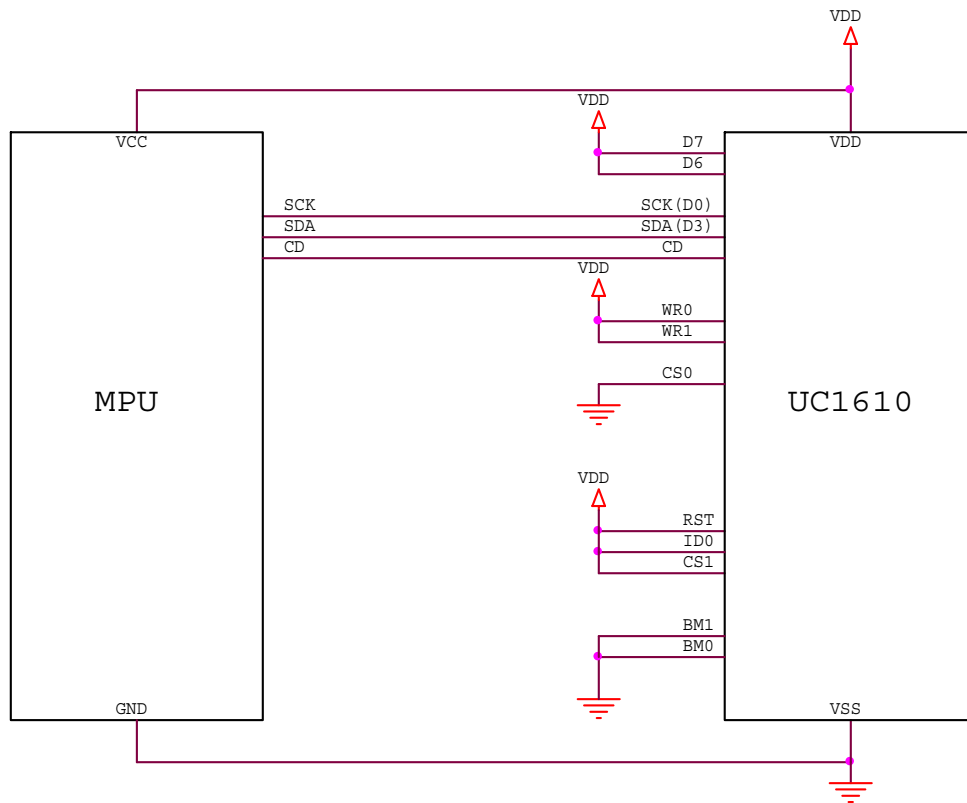 VDD
VDD
VCC
D7
VDD
D6
SCK
SCK(D0)
SDA
SDA(D3)
CD
CD
VDD
WR0
WR1
CS0
MPU
UC1610
VDD
RST
ID0
CS1
BM1
BM0
GND
VSS